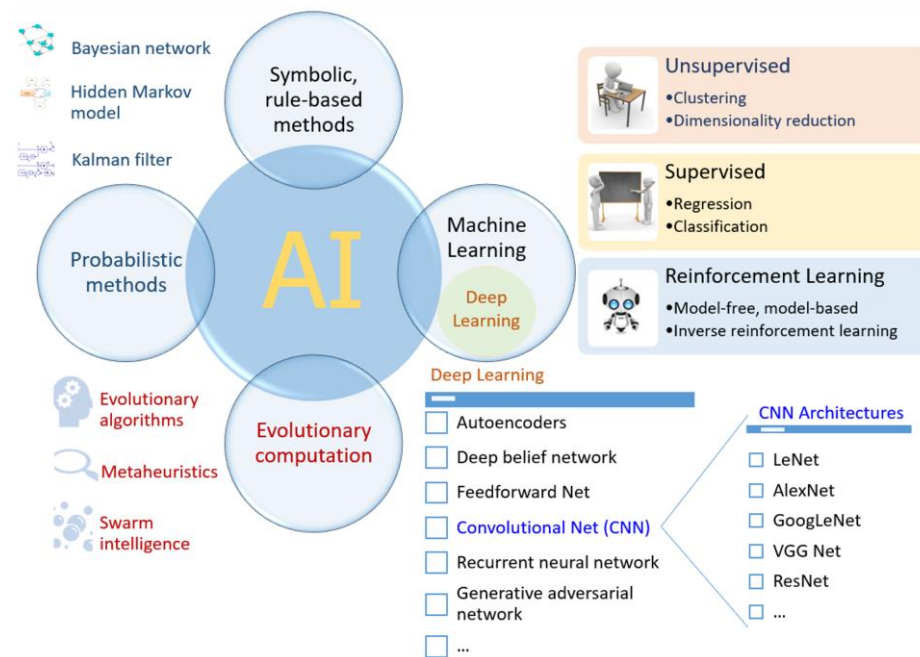 Bayesian network
Hidden Markov
model
Kalman filter
Symbolic,
rule-based
methods
AI
Probabilistic
methods
Machine
Learning
Deep
Learning
Evolutionary
computation
Evolutionary
algorithms
Metaheuristics
Swarm
intelligence
Unsupervised
•Clustering
•Dimensionality reduction
Supervised
•Regression
•Classification
Reinforcement Learning
•Model-free, model-based
•Inverse reinforcement learning
Deep Learning
Autoencoders
Deep belief network
Feedforward Net
Convolutional Net (CNN)
Recurrent neural network
Generative adversarial
network
...
CNN Architectures
LeNet
AlexNet
GoogLeNet
VGG Net
ResNet
...